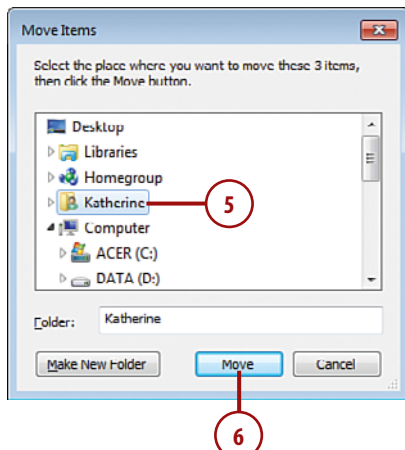 Move Items
Select the place where you want to move these 3 items,
then click the Move button.
Desktop
Libraries
Homegroup
Katherine
5
Computer
ACER (C:)
DATA (D:)
Folder: Katherine
Make New Folder Move Cancel
6